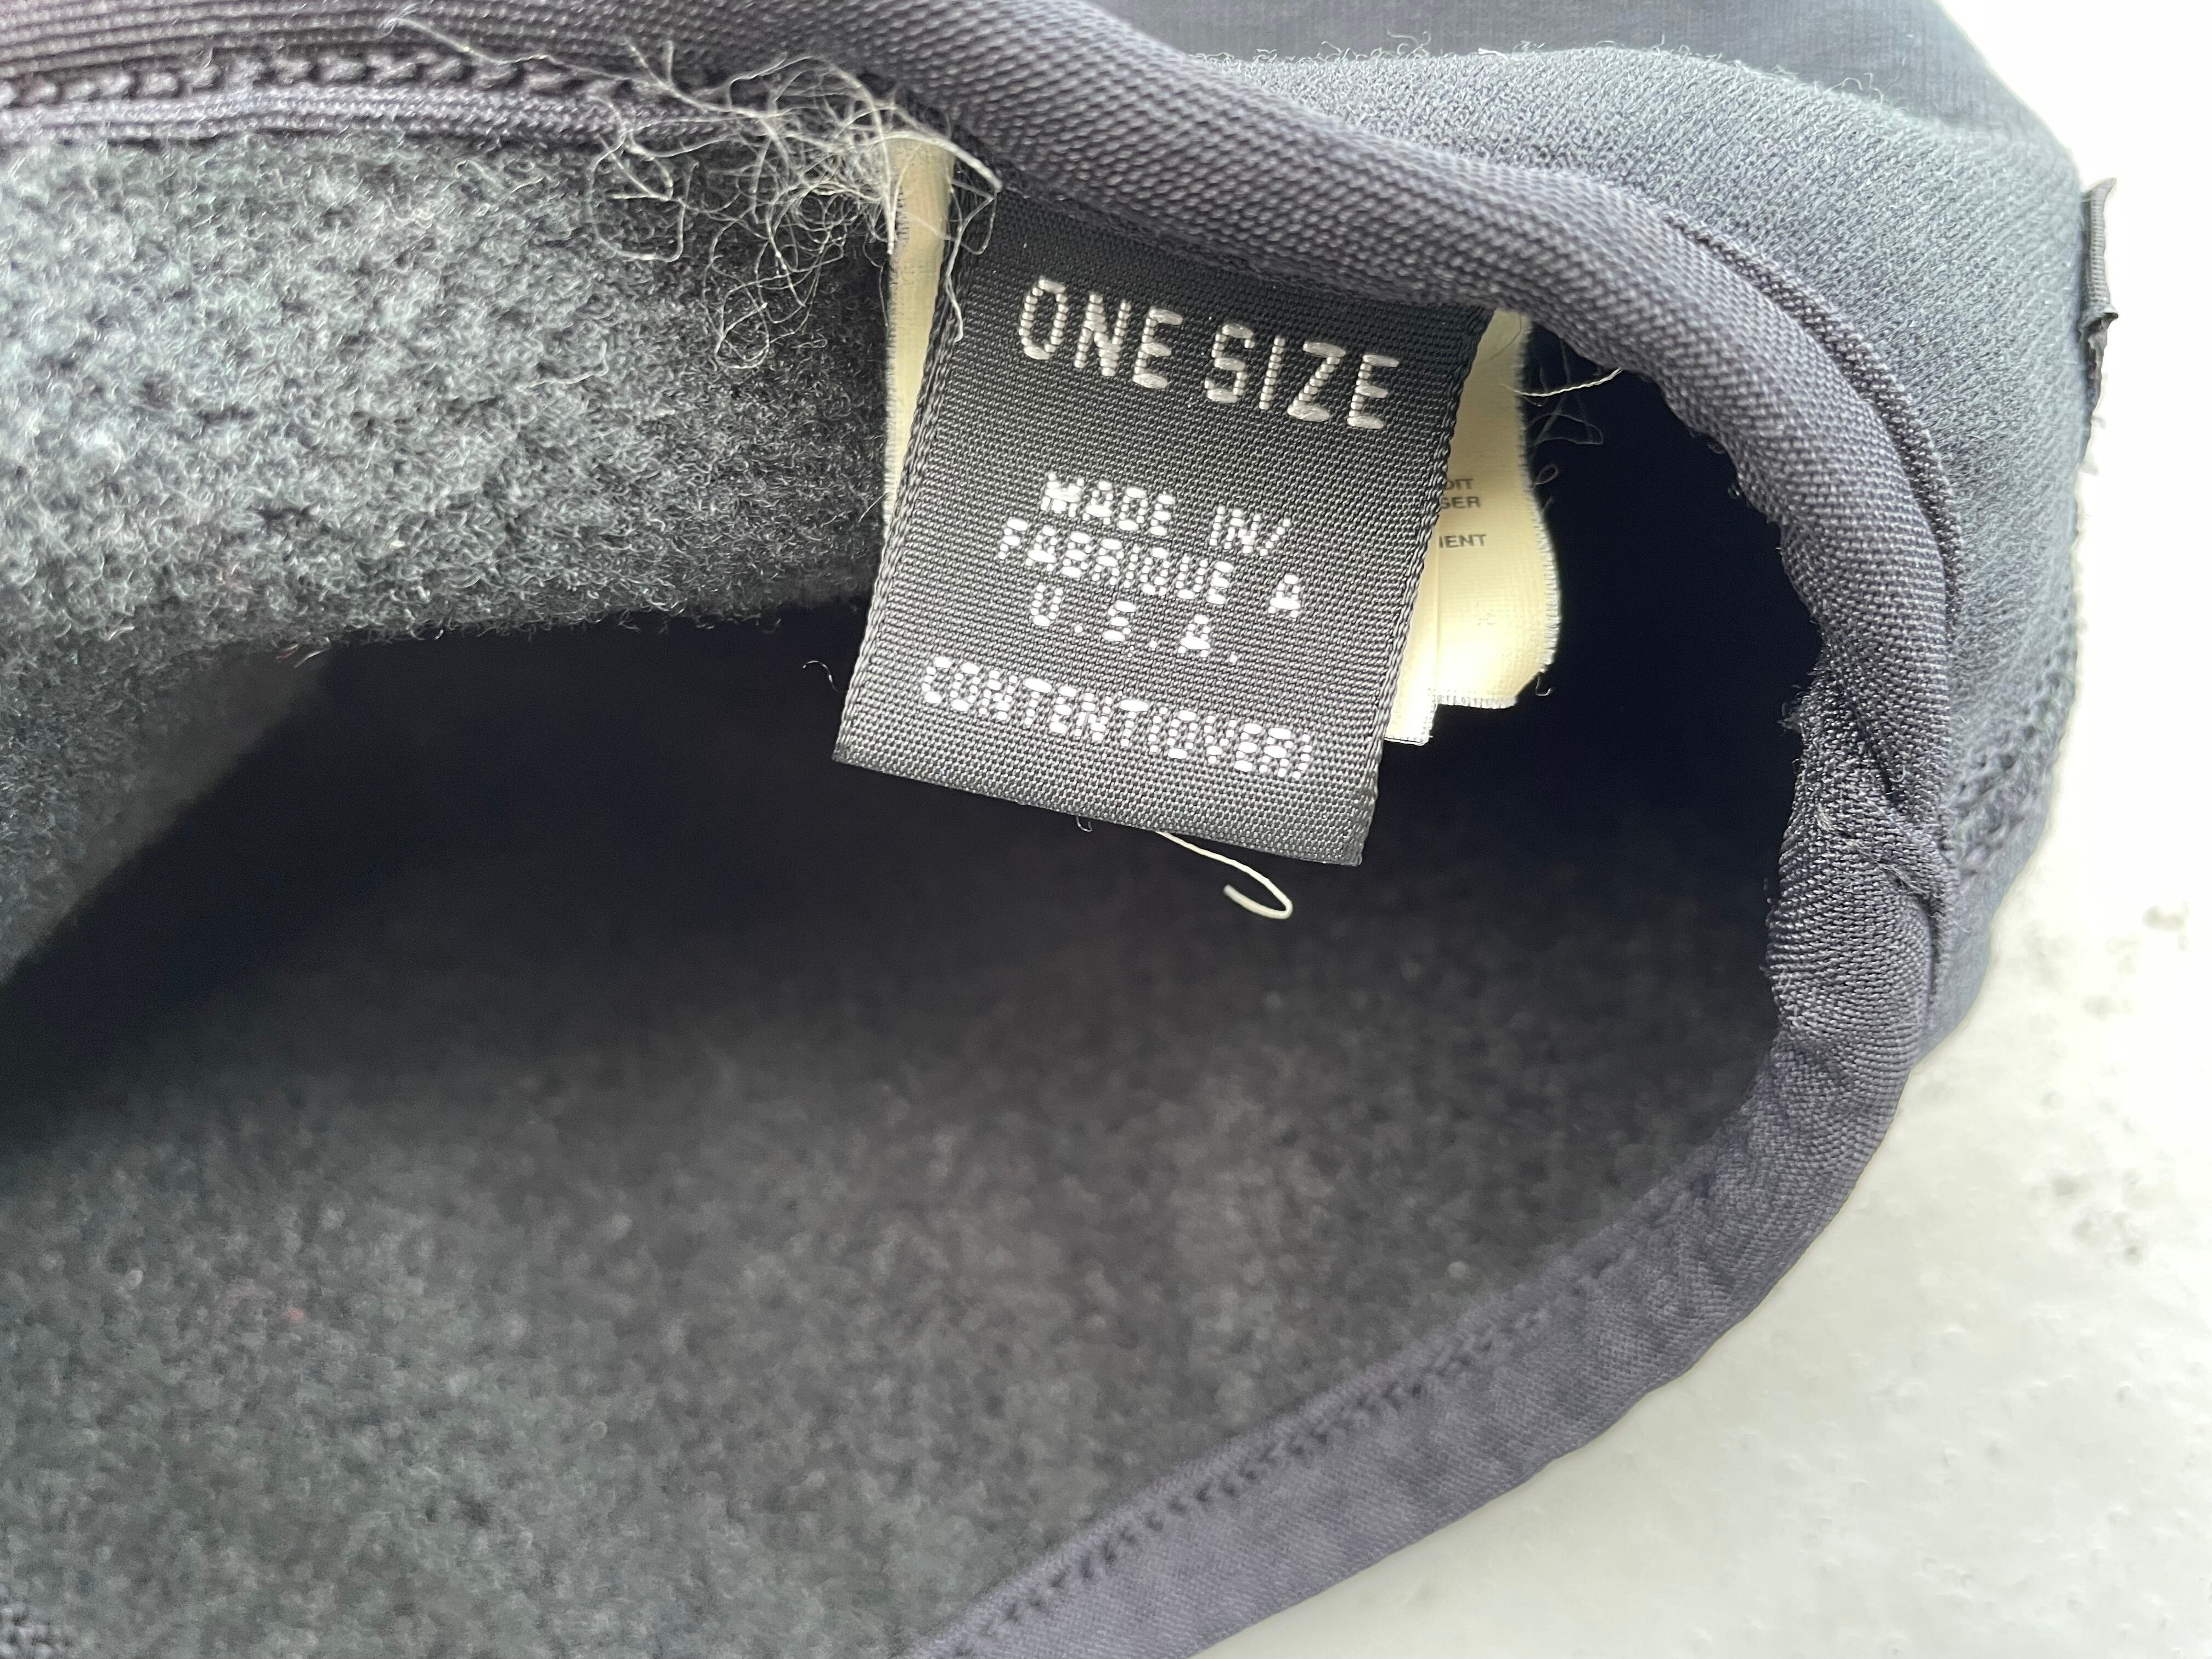 ONE SIZE
MADE IN/
FABRIQUE A
U.S.A.
CONTENT(OVER)